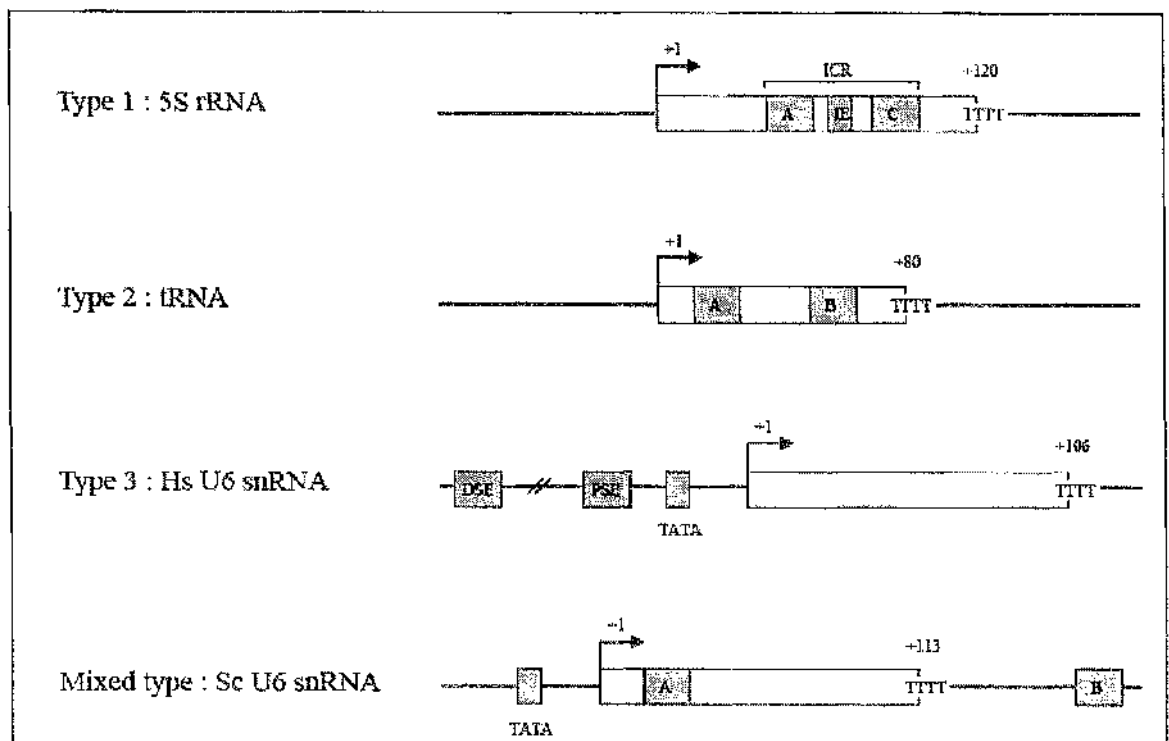 +1
ICR
+120
Type 1 : 5S rRNA
A
IE
C
TTTT
+1
+80
Type 2 : tRNA
A
B
TTTT
+1
+106
Type 3 : Hs U6 snRNA
DSE
PSE
TTTT
TATA
+1
+113
Mixed type : Sc U6 snRNA
A
TTTT
B
TATA